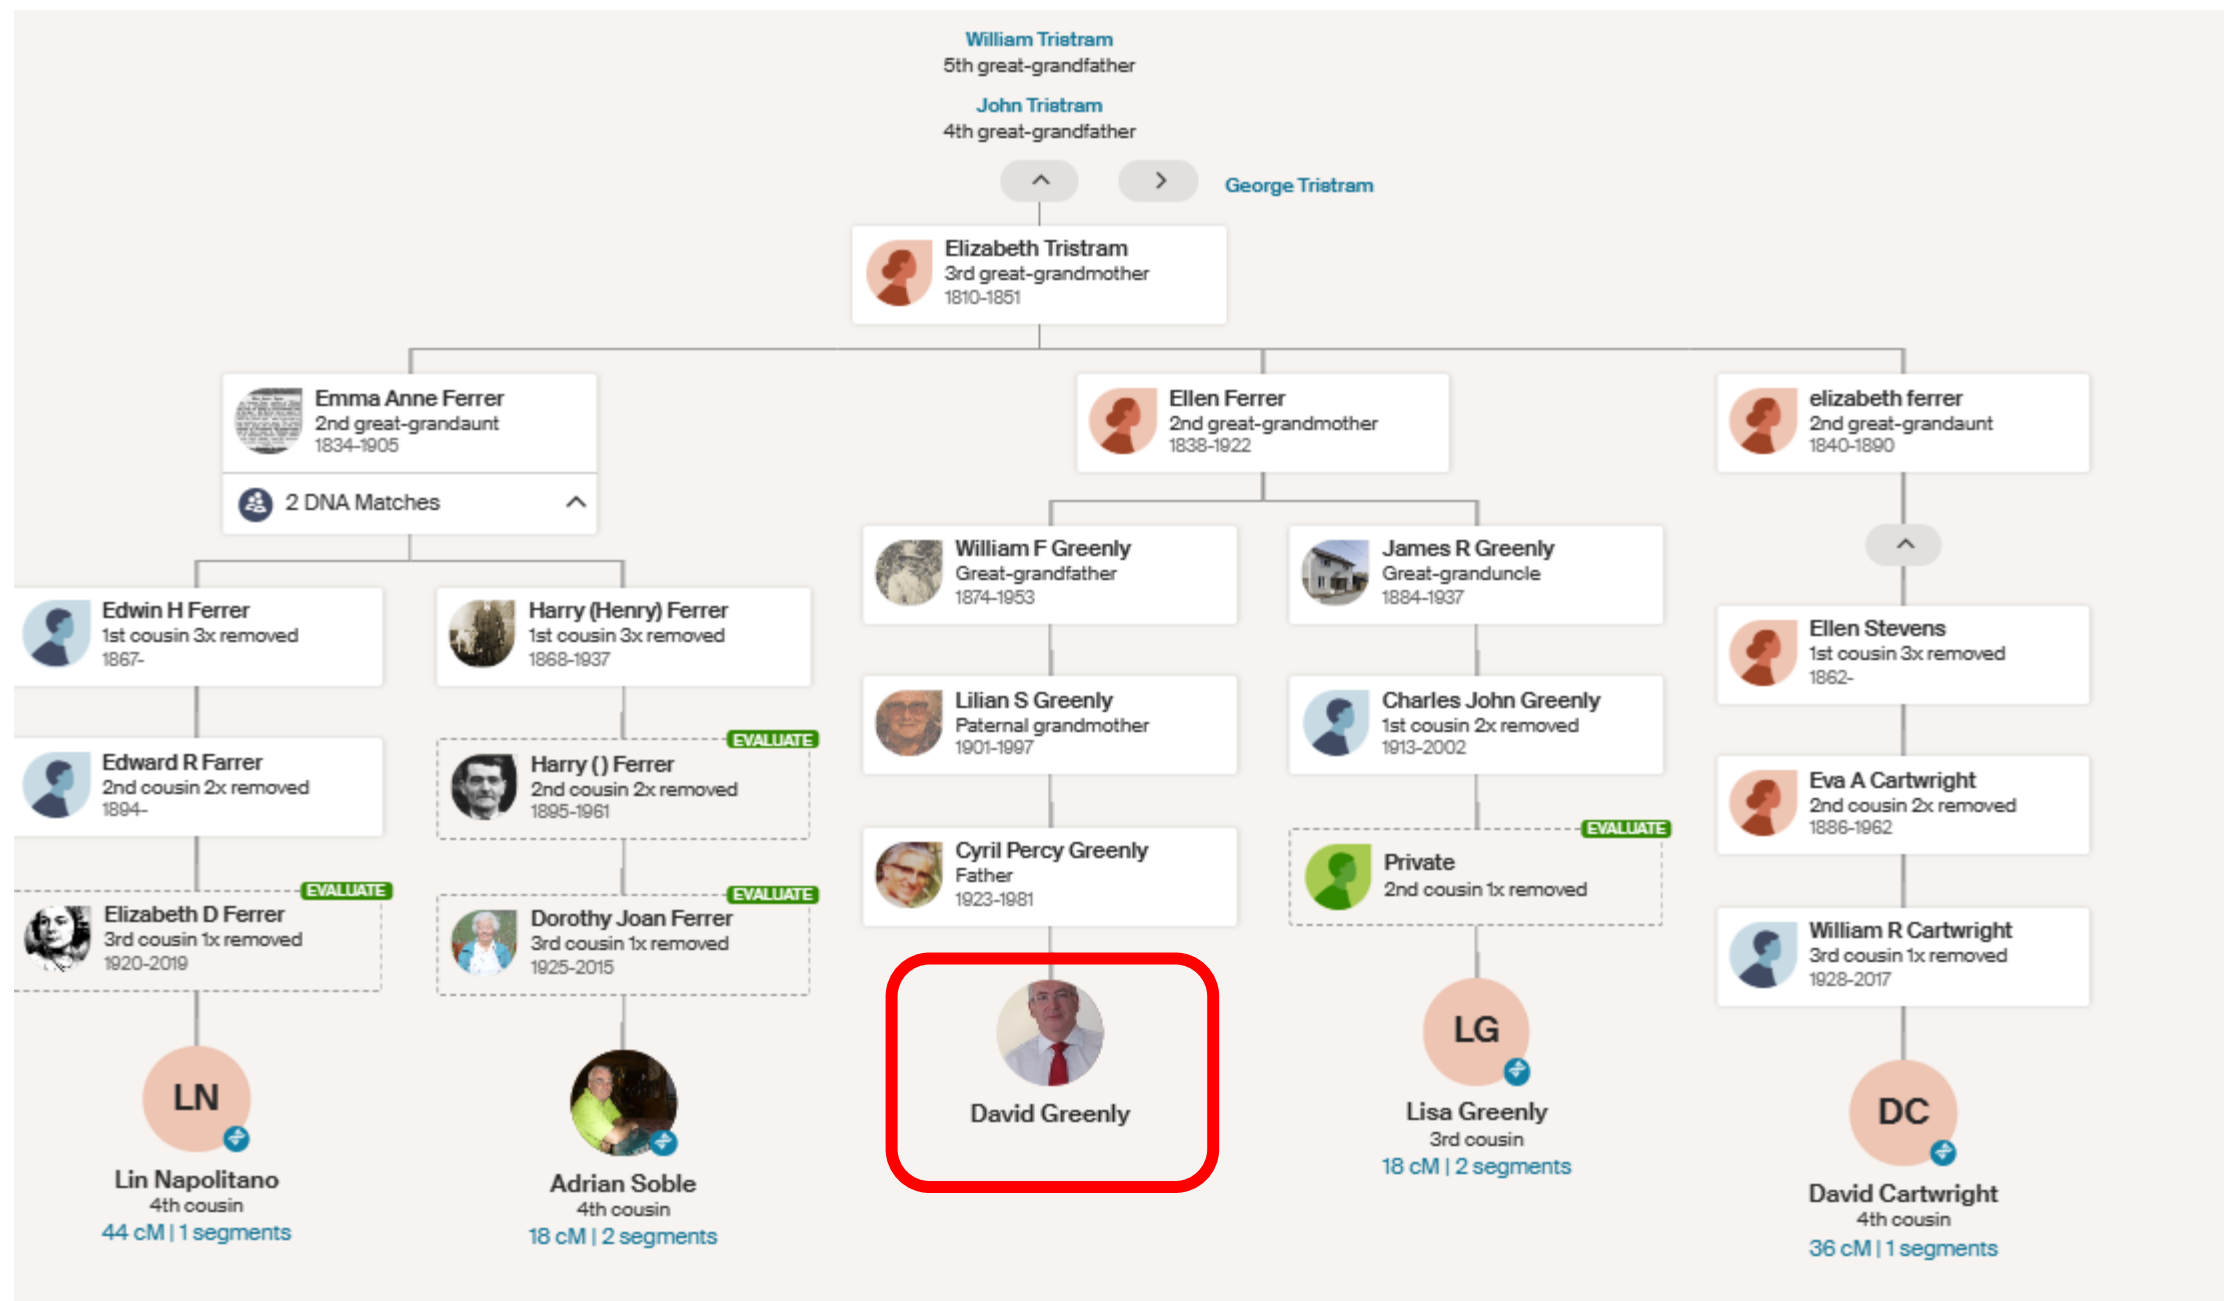 William Tristram
5th great-grandfather
John Tristram
4th great-grandfather
George Tristram
Elizabeth Tristram
3rd great-grandmother
1810-1851
Emma Anne Ferrer
2nd great-grandaunt
1834-1905
2 DNA Matches
Ellen Ferrer
2nd great-grandmother
1838-1922
elizabeth ferrer
2nd great-grandaunt
1840-1890
Edwin H Ferrer
1st cousin 3x removed
1867-
Harry (Henry) Ferrer
1st cousin 3x removed
1868-1937
William F Greenly
Great-grandfather
1874-1953
James R Greenly
Great-granduncle
1884-1937
Ellen Stevens
1st cousin 3x removed
1862-
Edward R Farrer
2nd cousin 2x removed
1894-
EVALUATE
Harry () Ferrer
2nd cousin 2x removed
1895-1961
Lilian S Greenly
Paternal grandmother
1901-1997
Charles John Greenly
1st cousin 2x removed
1913-2002
Eva A Cartwright
2nd cousin 2x removed
1886-1962
EVALUATE
Elizabeth D Ferrer
3rd cousin 1x removed
1920-2019
EVALUATE
Dorothy Joan Ferrer
3rd cousin 1x removed
1925-2015
Cyril Percy Greenly
Father
1923-1981
EVALUATE
Private
2nd cousin 1x removed
William R Cartwright
3rd cousin 1x removed
1928-2017
LN
Lin Napolitano
4th cousin
44 cM | 1 segments
Adrian Soble
4th cousin
18 cM | 2 segments
David Greenly
LG
Lisa Greenly
3rd cousin
18 cM | 2 segments
DC
David Cartwright
4th cousin
36 cM | 1 segments